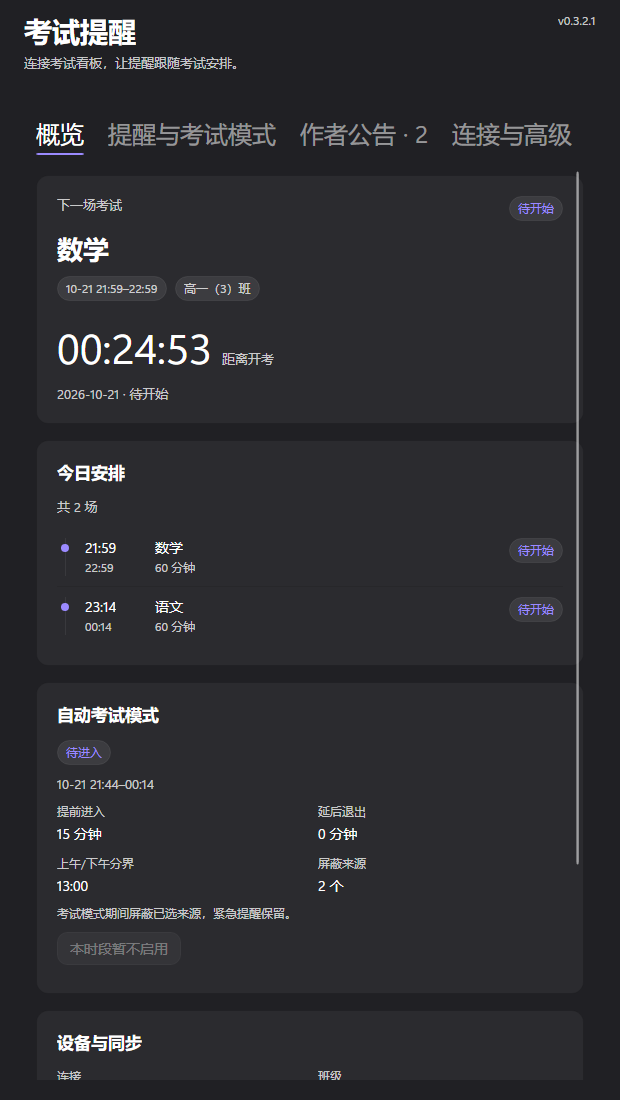 考试提醒
v0.3.2.1
连接考试看板，让提醒跟随考试安排。
概览 提醒与考试模式 作者公告 · 2 连接与高级
下一场考试
待开始
数学
10-21 21:59–22:59 高一（3）班
00:24:53 距离开考
2026-10-21 · 待开始
今日安排
共 2 场
21:59 数学 待开始
22:59 60 分钟
23:14 语文 待开始
00:14 60 分钟
自动考试模式
待进入
10-21 21:44–00:14
提前进入 延后退出
15 分钟 0 分钟
上午/下午分界 屏蔽来源
13:00 2 个
考试模式期间屏蔽已选来源，紧急提醒保留。
本时段暂不启用
设备与同步
连接 班级